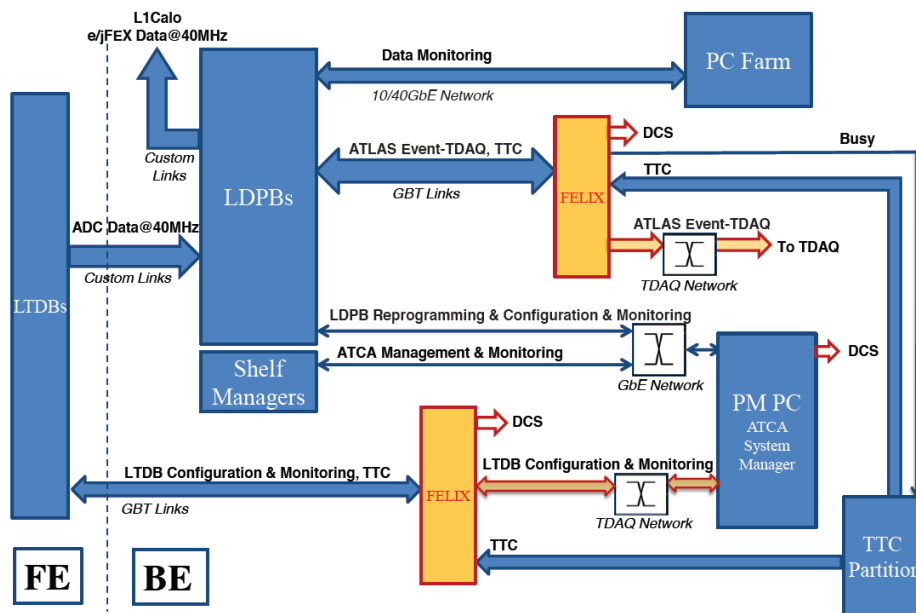 L1Calo
e/jFEX Data@40MHz
Custom
Links
LDPBs
Data Monitoring
10/40GbE Network
PC Farm
ATLAS Event-TDAQ, TTC
GBT Links
FELIX
DCS
Busy
TTC
ATLAS Event-TDAQ
To TDAQ
TDAQ Network
LTDBs
ADC Data@40MHz
Custom Links
LDPB Reprogramming & Configuration & Monitoring
ATCA Management & Monitoring
GbE Network
Shelf
Managers
PM PC
ATCA
System
Manager
DCS
DCS
LTDB Configuration & Monitoring, TTC
GBT Links
FELIX
LTDB Configuration & Monitoring
TDAQ Network
TTC
TTC
Partition
FE
BE